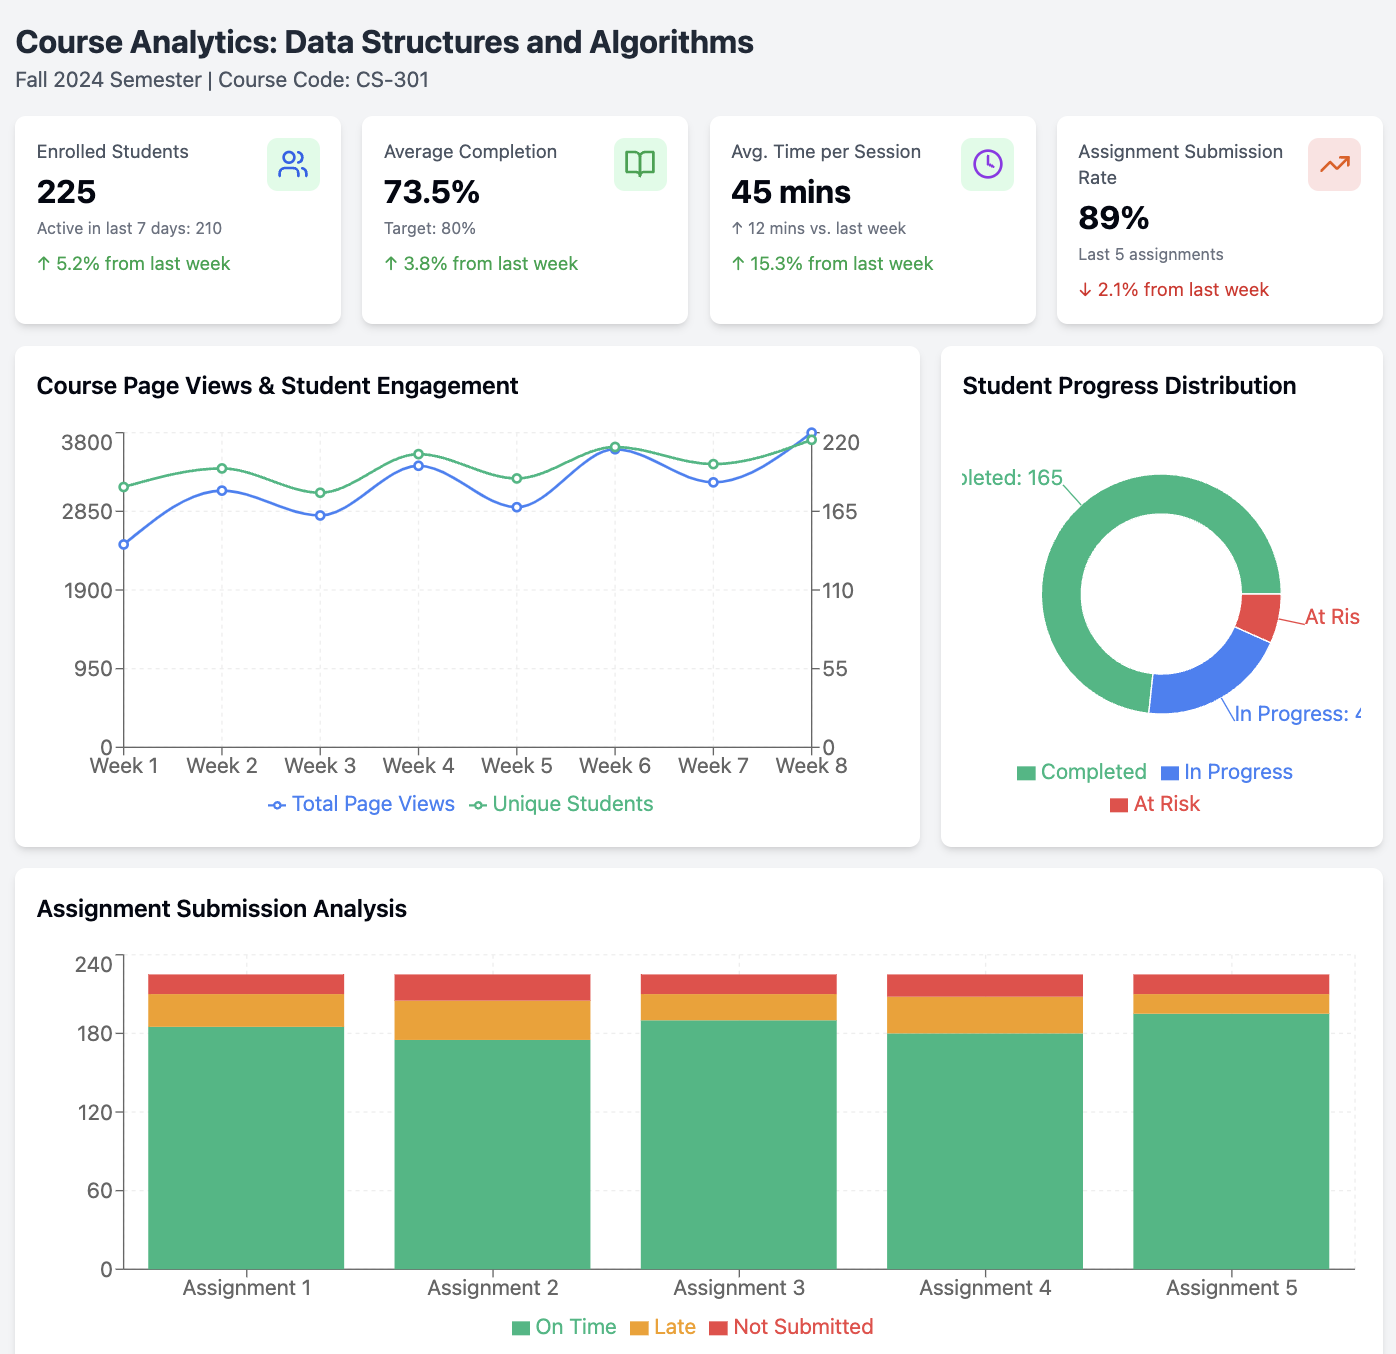 Course Analytics: Data Structures and Algorithms
Fall 2024 Semester | Course Code: CS-301
Enrolled Students
225
Active in last 7 days: 210
↑ 5.2% from last week
Average Completion
73.5%
Target: 80%
↑ 3.8% from last week
Avg. Time per Session
45 mins
↑ 12 mins vs. last week
↑ 15.3% from last week
Assignment Submission
Rate
89%
Last 5 assignments
↓ 2.1% from last week
Course Page Views & Student Engagement
3800
2850
1900
950
0
220
165
110
55
0
Week 1 Week 2 Week 3 Week 4 Week 5 Week 6 Week 7 Week 8
Total Page Views Unique Students
Student Progress Distribution
pleted: 165
At Ris
In Progress:
Completed In Progress
At Risk
Assignment Submission Analysis
240
180
120
60
0
Assignment 1 Assignment 2 Assignment 3 Assignment 4 Assignment 5
On Time Late Not Submitted